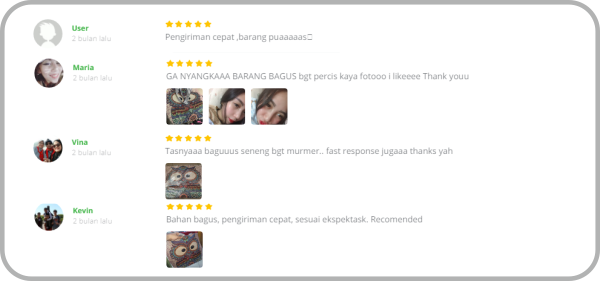 User
2 bulan lalu
Pengiriman cepat ,barang puaaaaas
Maria
2 bulan lalu
GA NYANGKAAA BARANG BAGUS bgt percis kaya fotooo i likeeee Thank youu
Vina
2 bulan lalu
Tasnyaaa baguuus seneng bgt murmer.. fast response jugaaa thanks yah
Kevin
2 bulan lalu
Bahan bagus, pengiriman cepat, sesuai ekspektask. Recomended